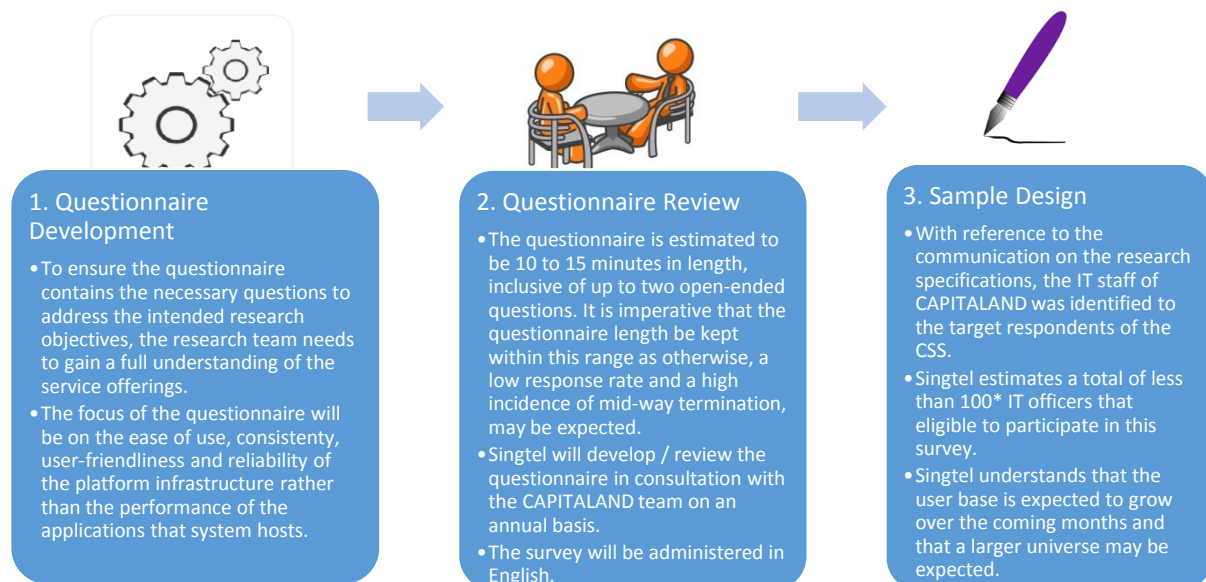 1. Questionnaire
Development
•To ensure the questionnaire
contains the necessary questions to
address the intended research
objectives, the research team needs
to gain a full understanding of the
service offerings.
•The focus of the questionnaire will
be on the ease of use, consistenty,
user-friendliness and reliability of
the platform infrastructure rather
than the performance of the
applications that system hosts.
2. Questionnaire Review
•The questionnaire is estimated to
be 10 to 15 minutes in length,
inclusive of up to two open-ended
questions. It is imperative that the
questionnaire length be kept
within this range as otherwise, a
low response rate and a high
incidence of mid-way termination,
may be expected.
•Singtel will develop / review the
questionnaire in consultation with
the CAPITALAND team on an
annual basis.
•The survey will be administered in
English.
3. Sample Design
•With reference to the
communication on the research
specifications, the IT staff of
CAPITALAND was identified to
the target respondents of the
CSS.
•Singtel estimates a total of less
than 100* IT officers that
eligible to participate in this
survey.
•Singtel understands that the
user base is expected to grow
over the coming months and
that a larger universe may be
expected.